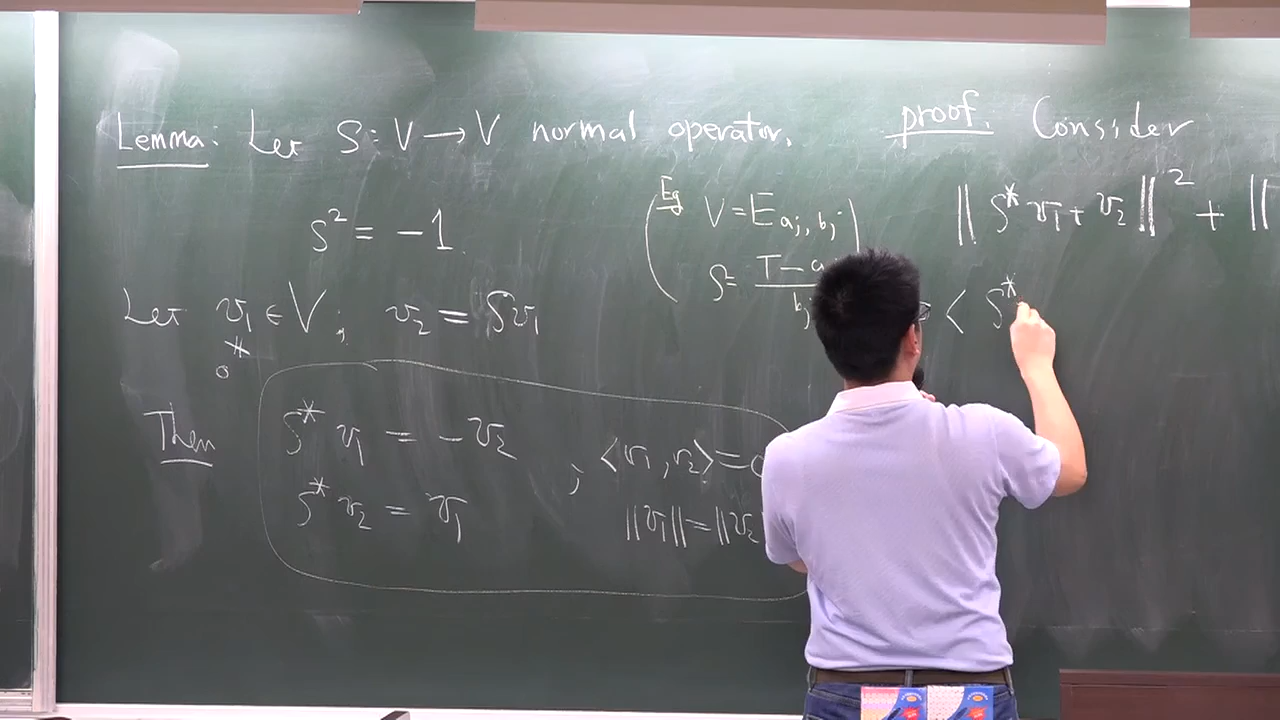 Lemma: Let S: V → V normal operator.
S² = -1.
(Eg V = E_{aj, bj}
S = T - a
b
Let v₁ ∈ V, v₂ = Sv₁
*
0
Then S* v₁ = -v₂
S* v₂ = v₁
; <v₁, v₂> = 0
||v₁|| = ||v₂
proof. Consider
|| S* v₁ + v₂ ||² + ||
= < S*